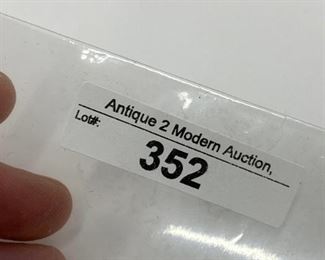 Antique 2 Modern Auction,
Lot#:
352